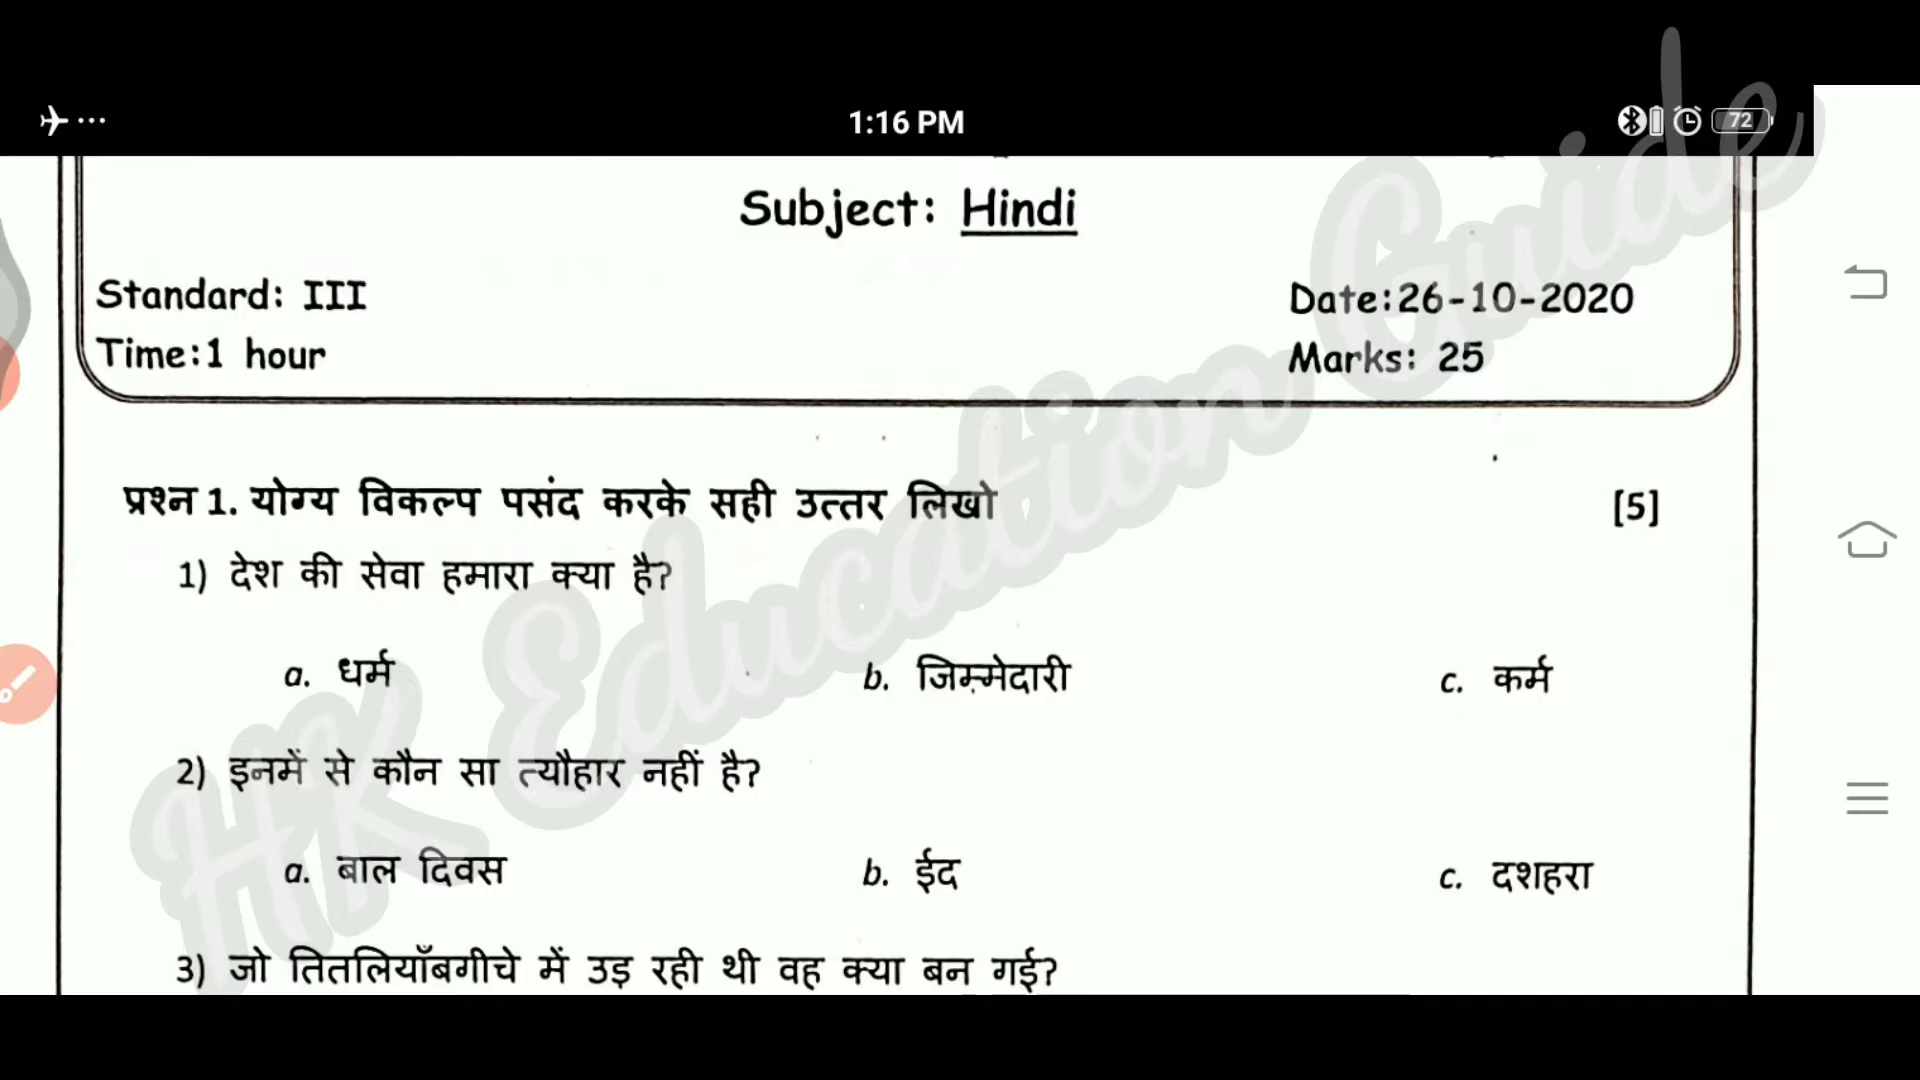 1:16 PM
72
Subject: Hindi
Standard: III
Date:26-10-2020
Time:1 hour
Marks: 25
प्रश्न 1. योग्य विकल्प पसंद करके सही उत्तर लिखो [5]
1) देश की सेवा हमारा क्या है?
a. धर्म b. जिम्मेदारी c. कर्म
2) इनमें से कौन सा त्यौहार नहीं है?
a. बाल दिवस b. ईद c. दशहरा
3) जो तितलियाँबगीचे में उड़ रही थी वह क्या बन गई?
HK Education Guide